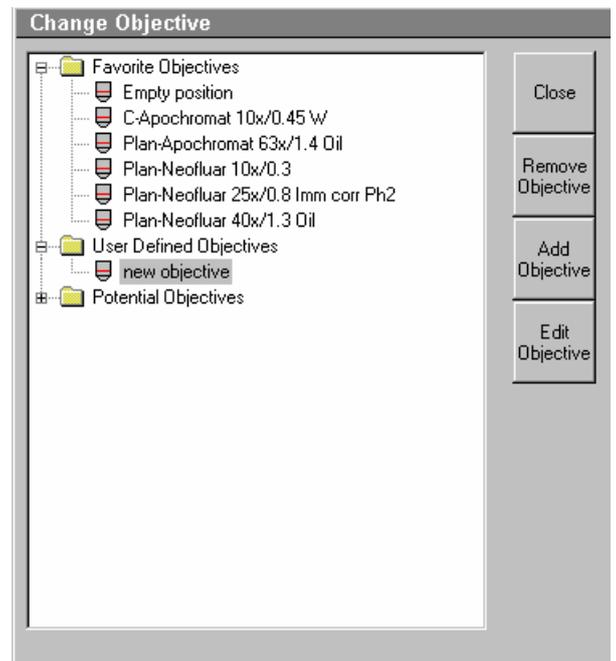 Change Objective
Favorite Objectives
Empty position
C-Apochromat 10x/0.45 W
Plan-Apochromat 63x/1.4 Oil
Plan-Neofluar 10x/0.3
Plan-Neofluar 25x/0.8 Imm corr Ph2
Plan-Neofluar 40x/1.3 Oil
User Defined Objectives
new objective
Potential Objectives
Close
Remove
Objective
Add
Objective
Edit
Objective